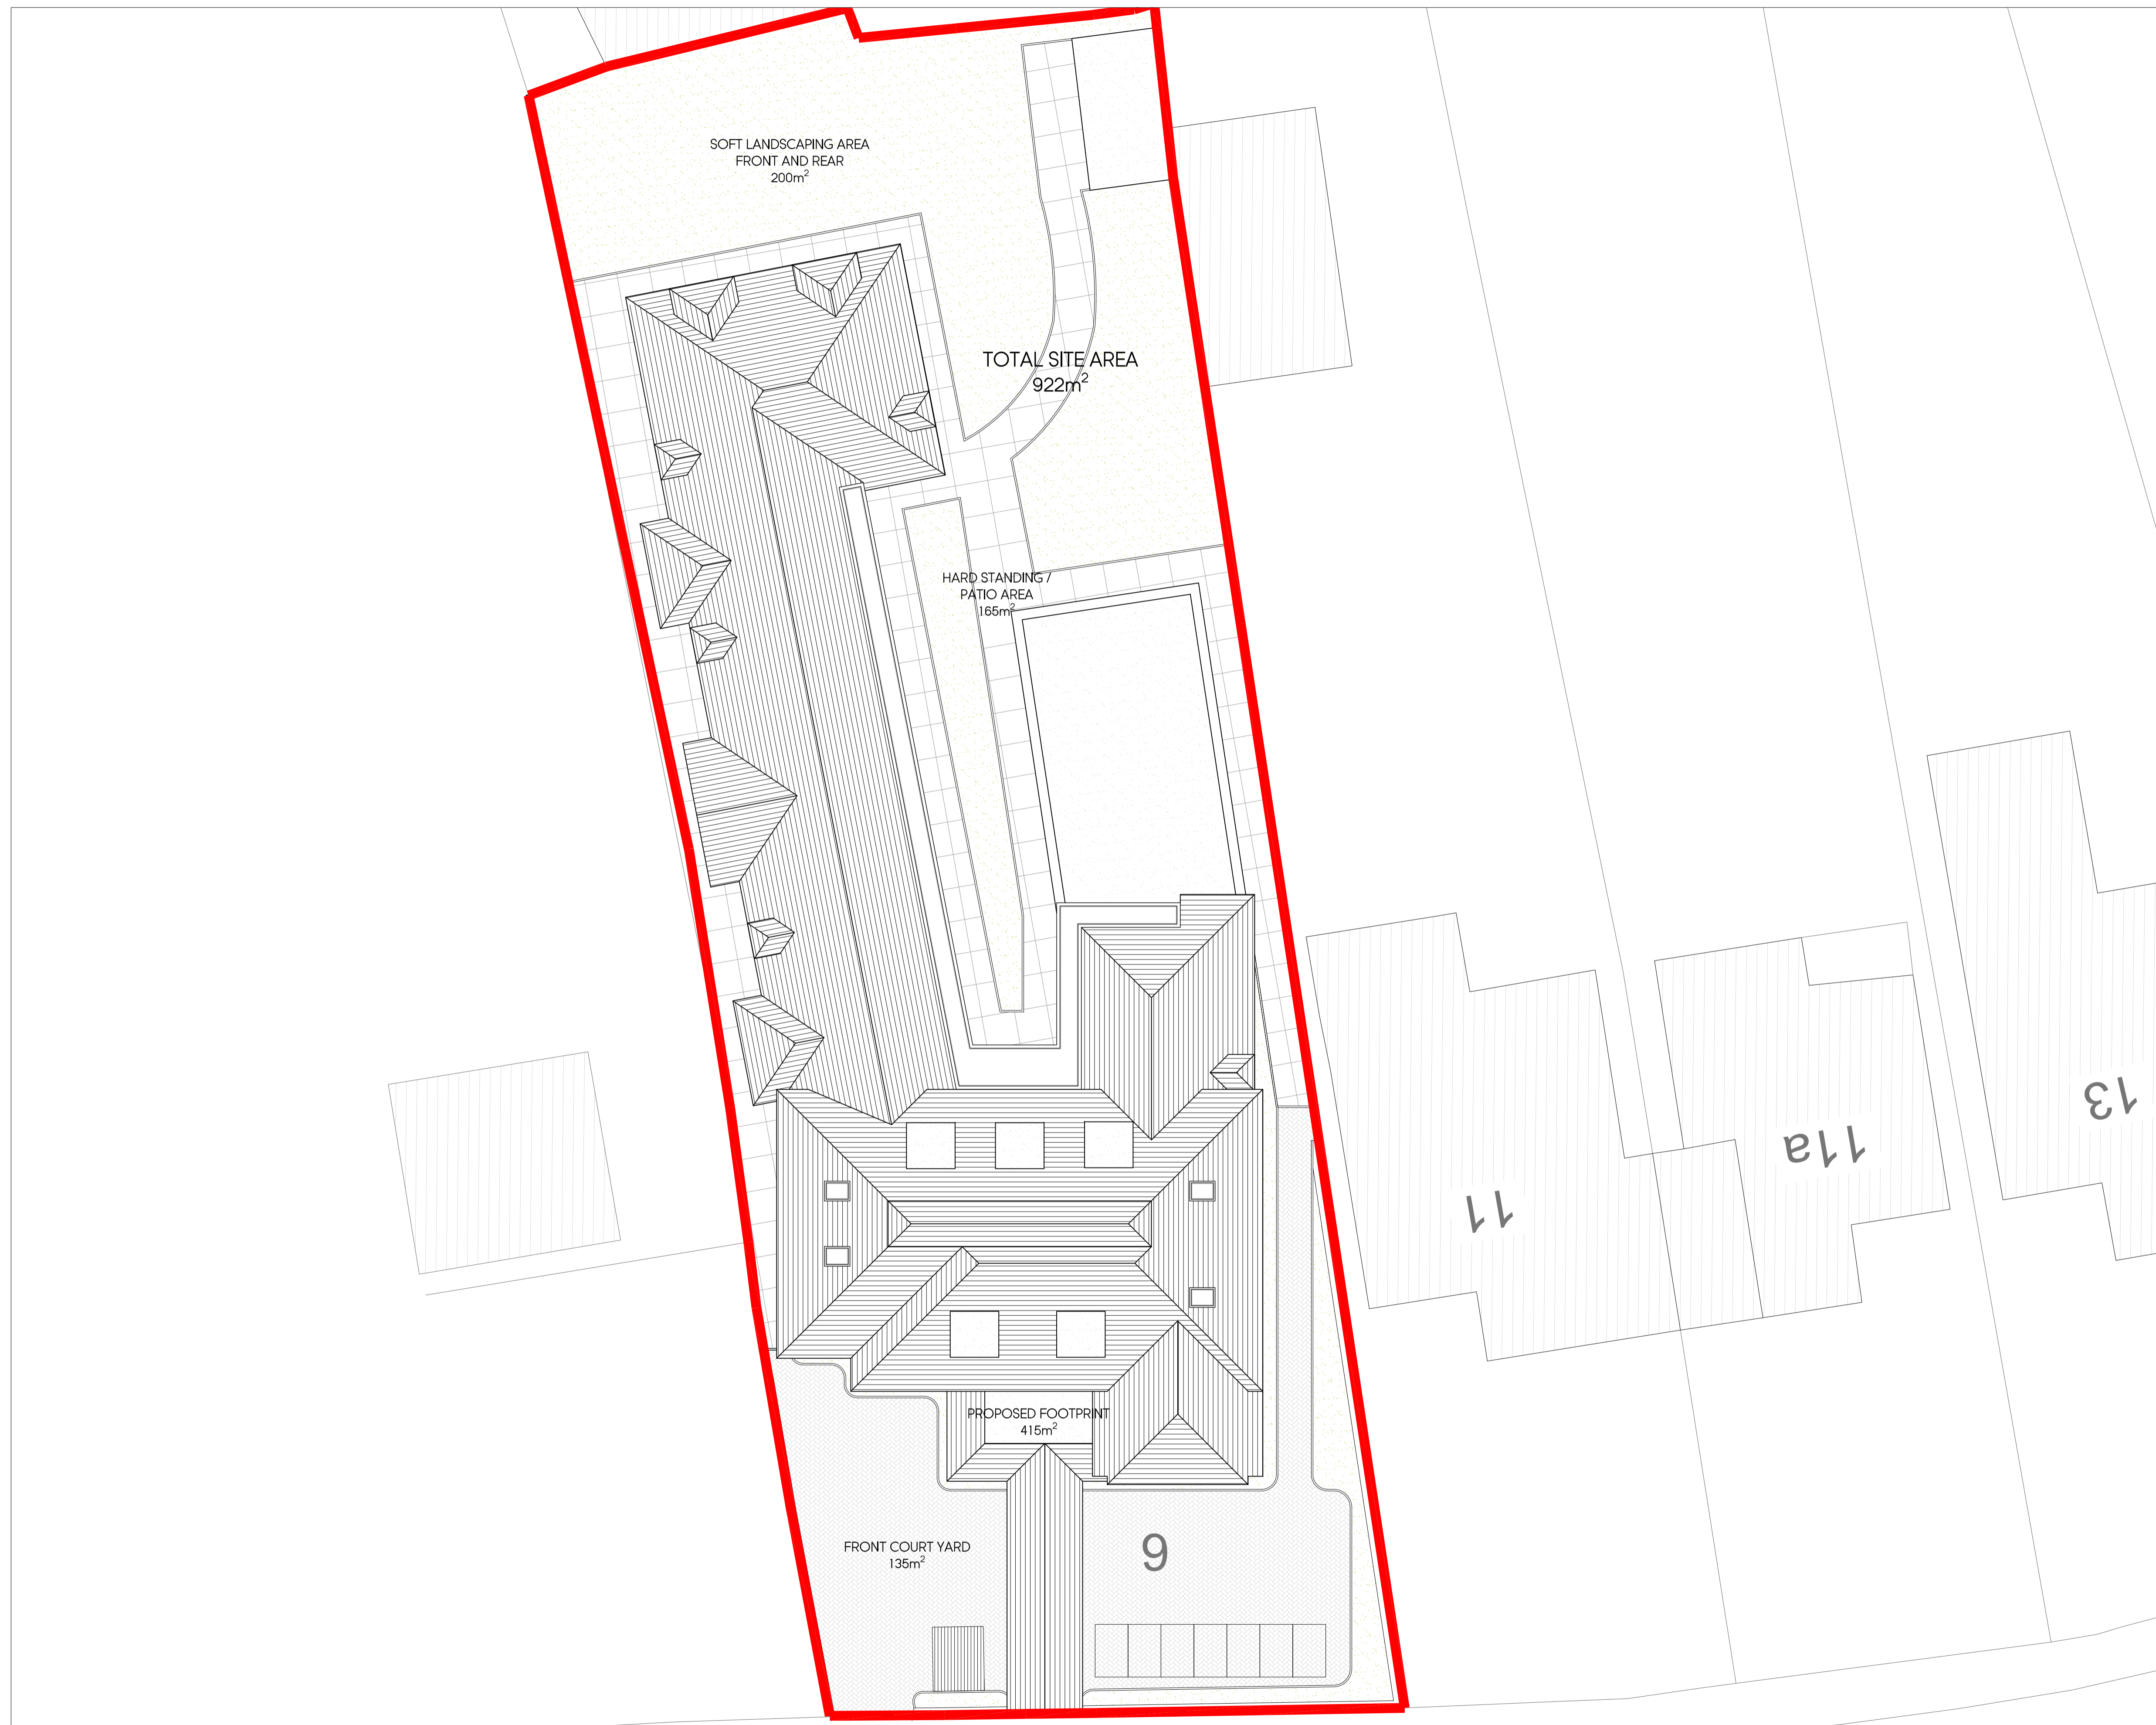 SOFT LANDSCAPING AREA
FRONT AND REAR
200m²
TOTAL SITE AREA
922m²
HARD STANDING /
PATIO AREA
165m²
13
11a
11
PROPOSED FOOTPRINT
415m²
FRONT COURT YARD
135m²
9